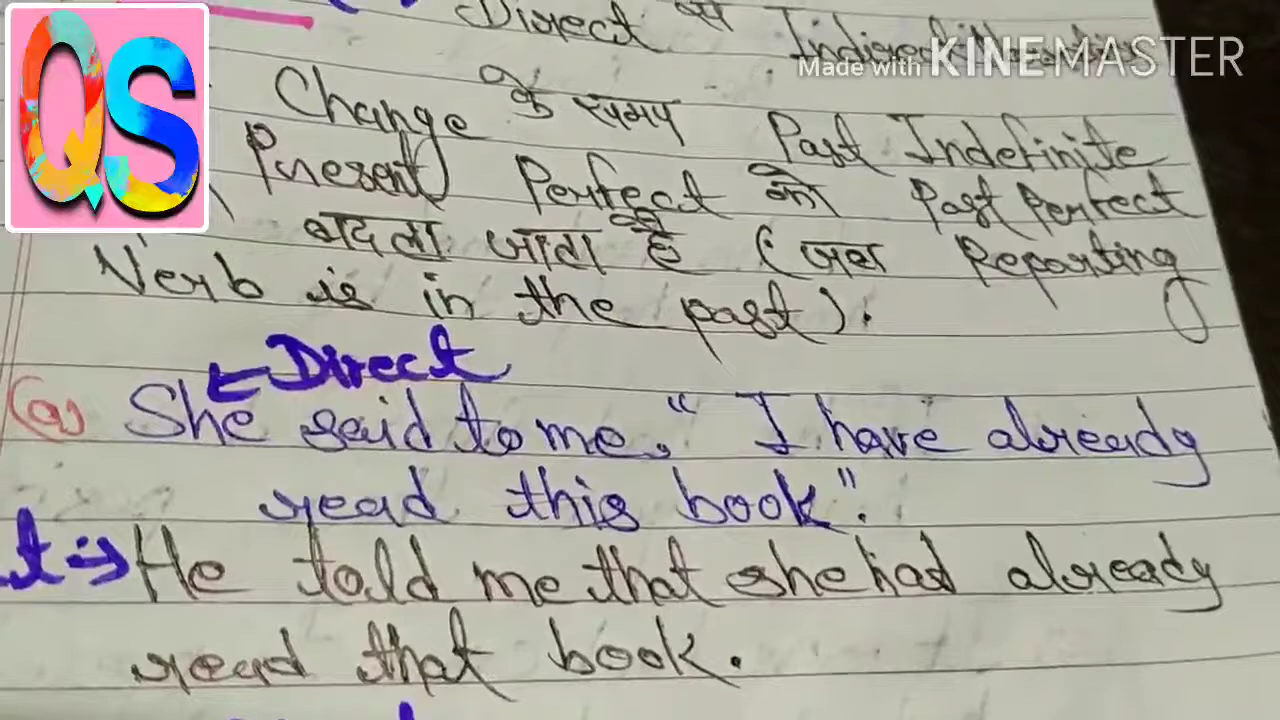 QS
Direct से Indirect
Made with KINEMASTER
Change के समय Past Indefinite
Present Perfect को Past Perfect
में बदला जाता है (जब Reporting
Verb is in the past).
Direct
(a) She said to me, "I have already
read this book".
t⇒ He told me that she had already
read that book.